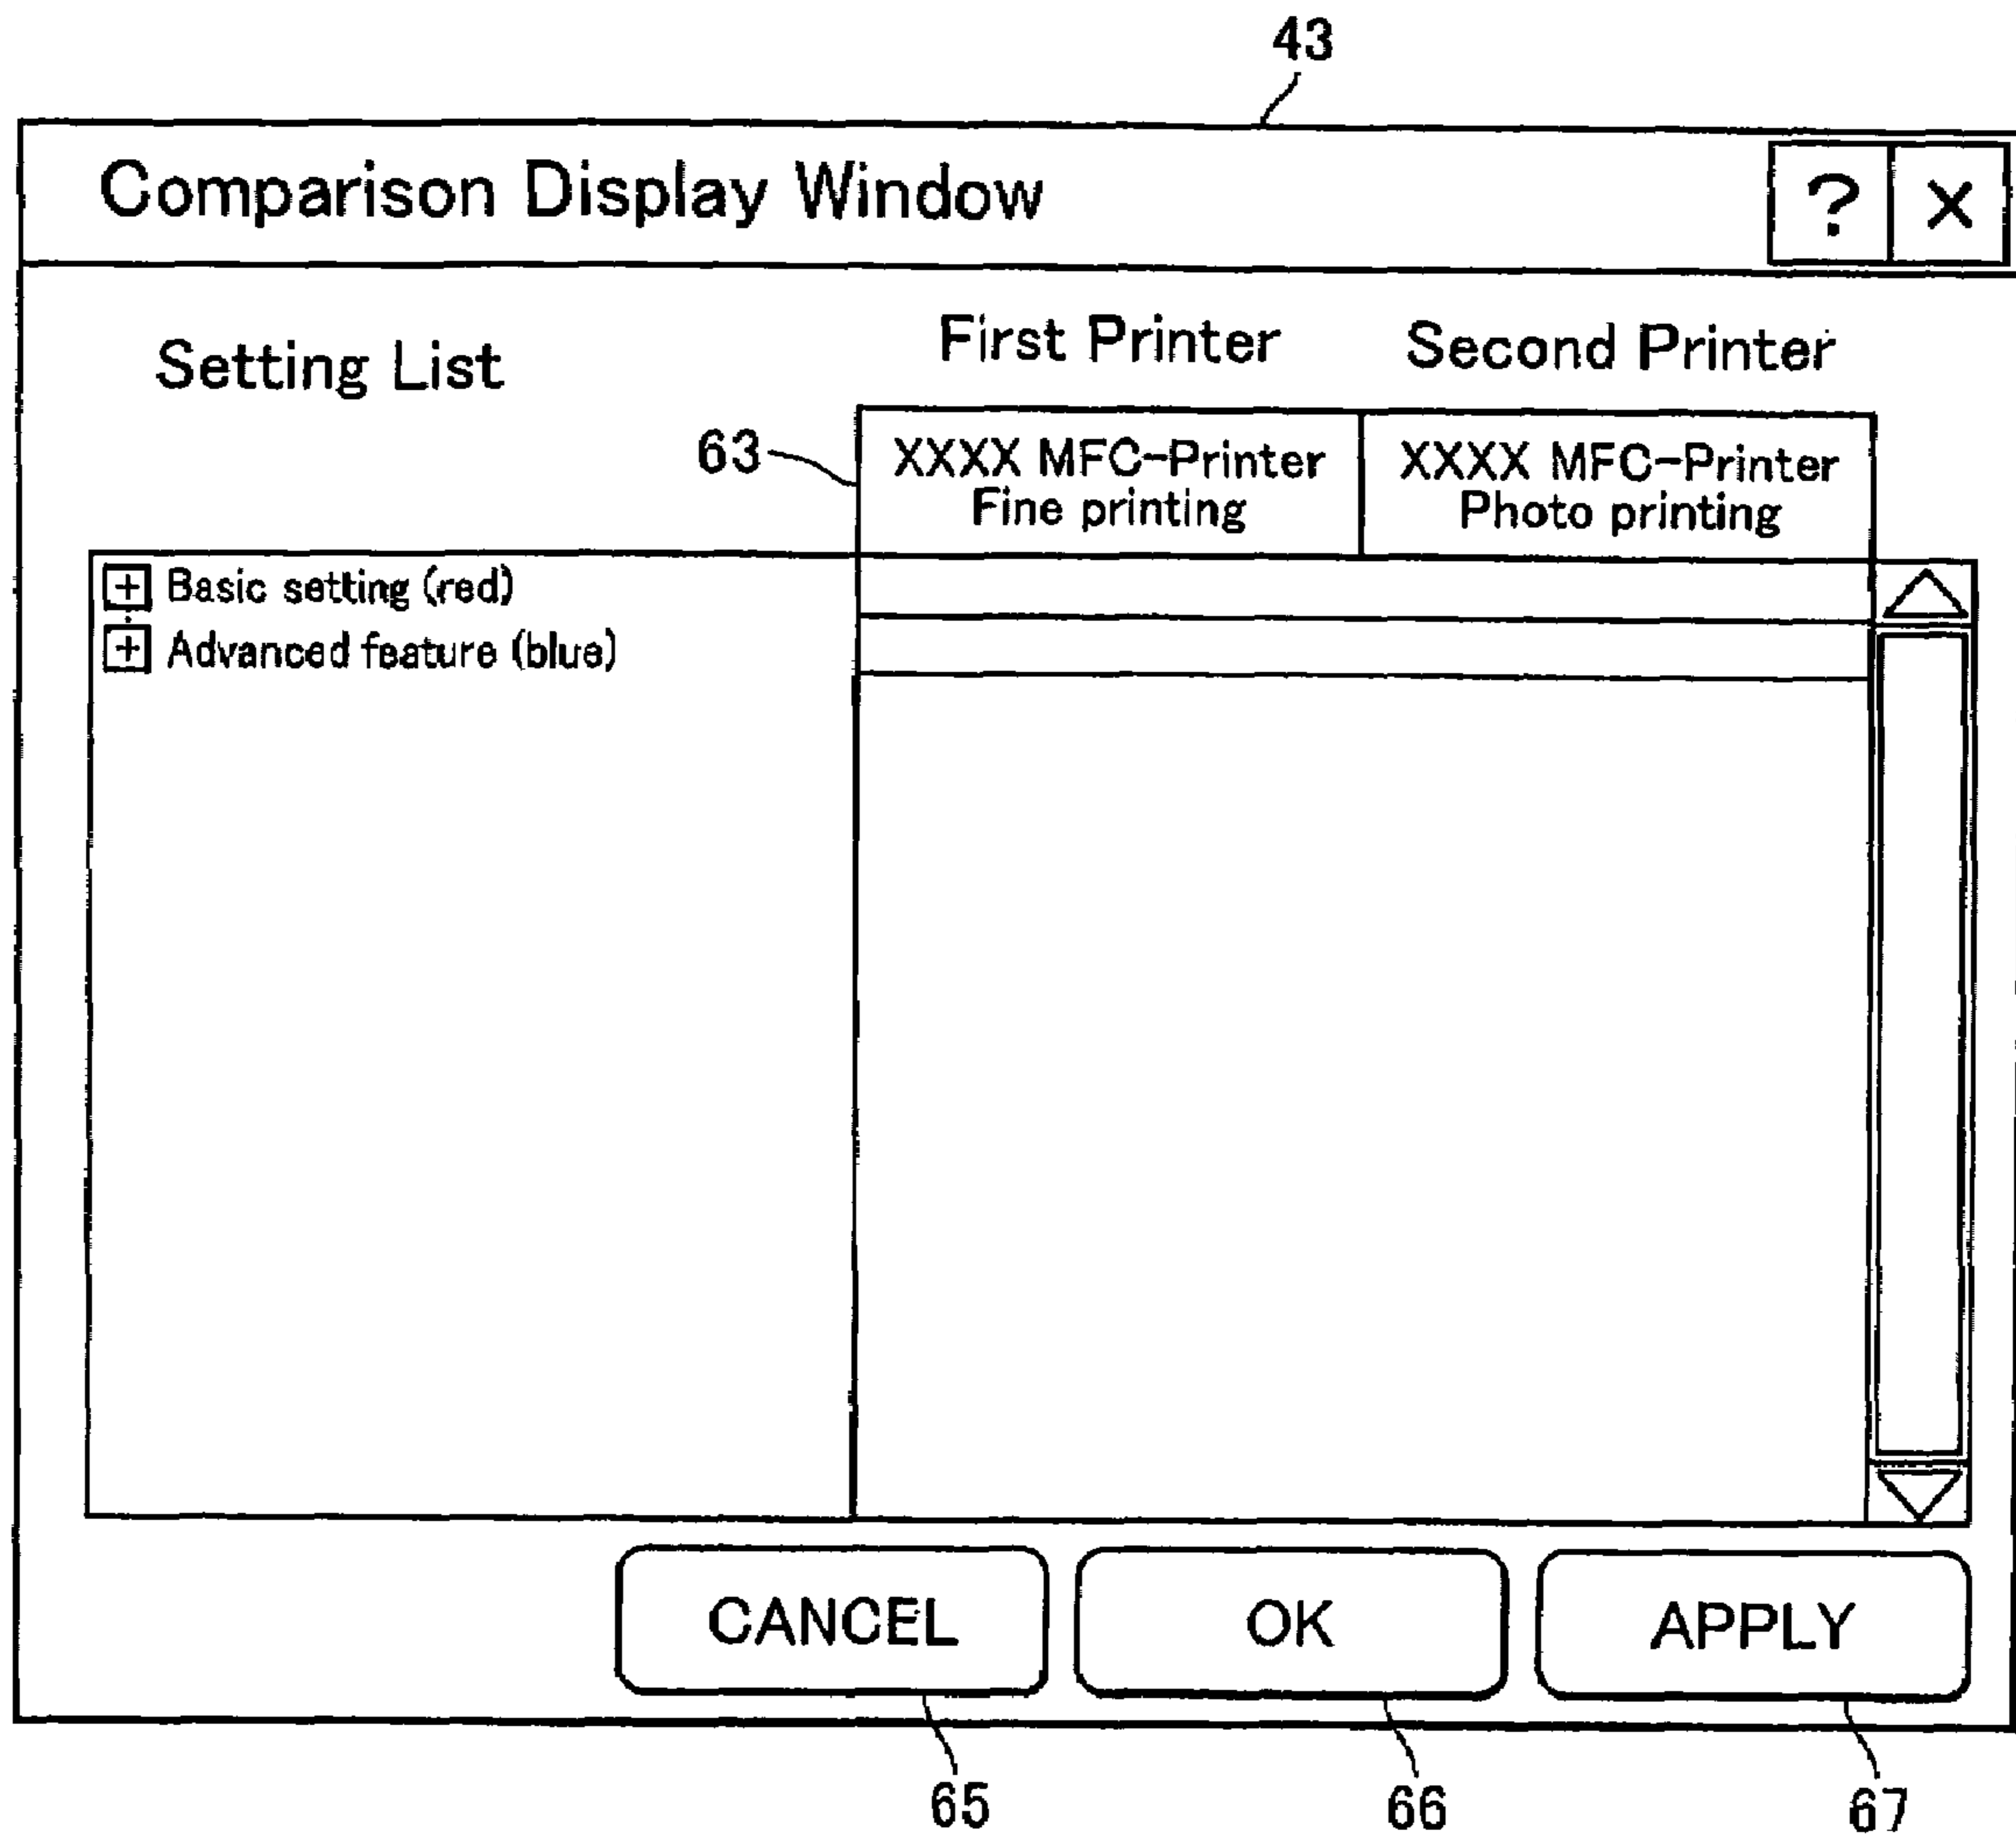 43
Comparison Display Window
? ×
Setting List
First Printer
Second Printer
63
XXXX MFC-Printer
Fine printing
XXXX MFC-Printer
Photo printing
+ Basic setting (red)
+ Advanced feature (blue)
CANCEL
OK
APPLY
65
66
67